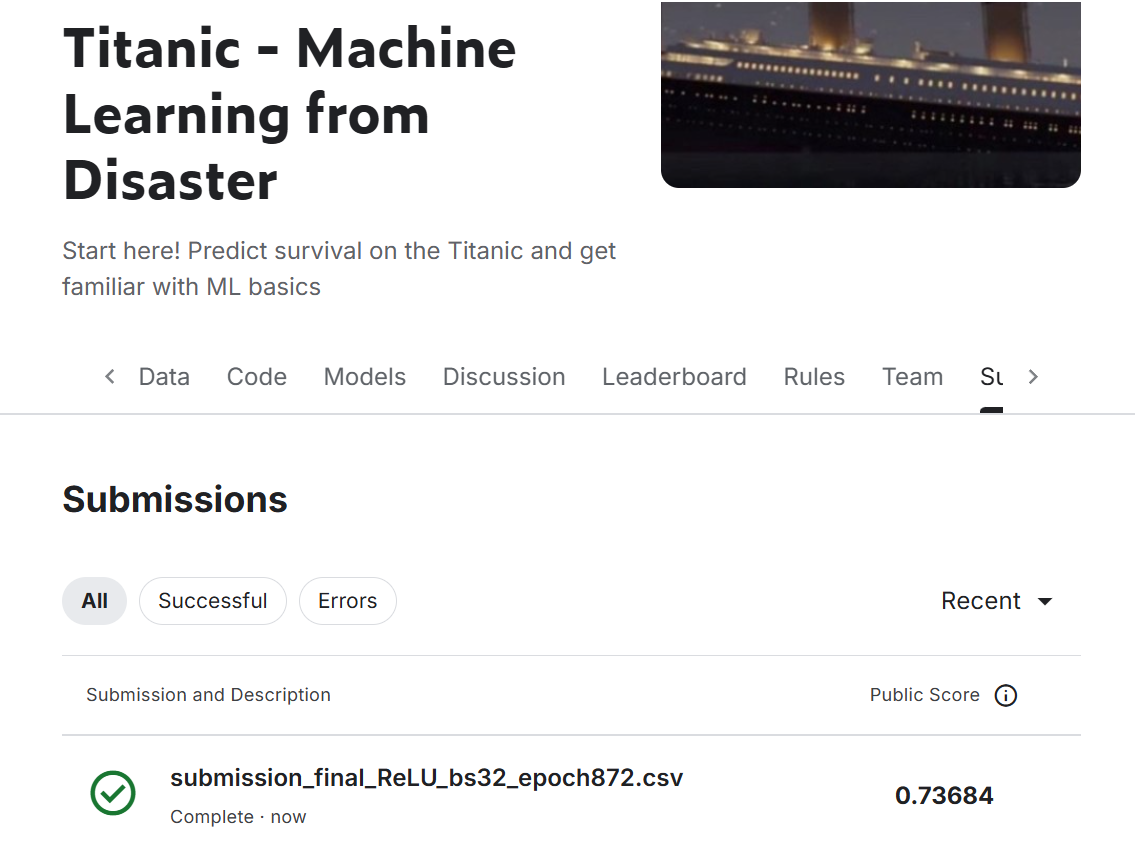 Titanic - Machine
Learning from
Disaster
Start here! Predict survival on the Titanic and get
familiar with ML basics
Data Code Models Discussion Leaderboard Rules Team
Submissions
All Successful Errors Recent
Submission and Description Public Score
submission_final_ReLU_bs32_epoch872.csv
0.73684
Complete · now